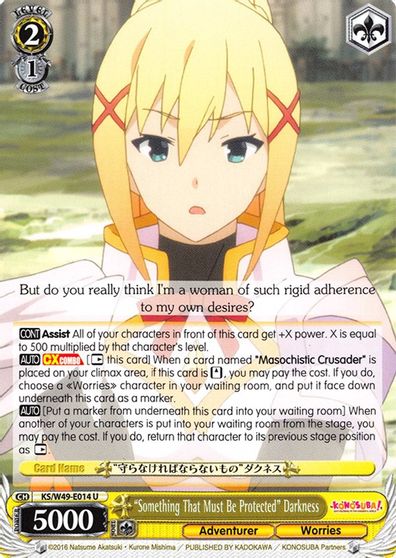 LEVEL
2
1
COST
But do you really think I'm a woman of such rigid adherence
to my own desires?
CONT Assist All of your characters in front of this card get +X power. X is equal
to 500 multiplied by that character's level.
AUTO CXCOMBO [ this card] When a card named "Masochistic Crusader" is
placed on your climax area, if this card is , you may pay the cost. If you do,
choose a «Worries» character in your waiting room, and put it face down
underneath this card as a marker.
AUTO [Put a marker from underneath this card into your waiting room] When
another of your characters is placed from stage to your waiting room, you
may pay the cost. If you do, return that character to its previous stage position
as .
Card Name
“守らなければならないもの” ダクネス
CH KS/W49-E014 U
"Something That Must Be Protected" Darkness
KONOSUBA!
POWER
5000
Adventurer
Worries
©2016 Natsume Akatsuki・Kurone Mishima / PUBLISHED BY KADOKAWA / KONOSUBA Partners